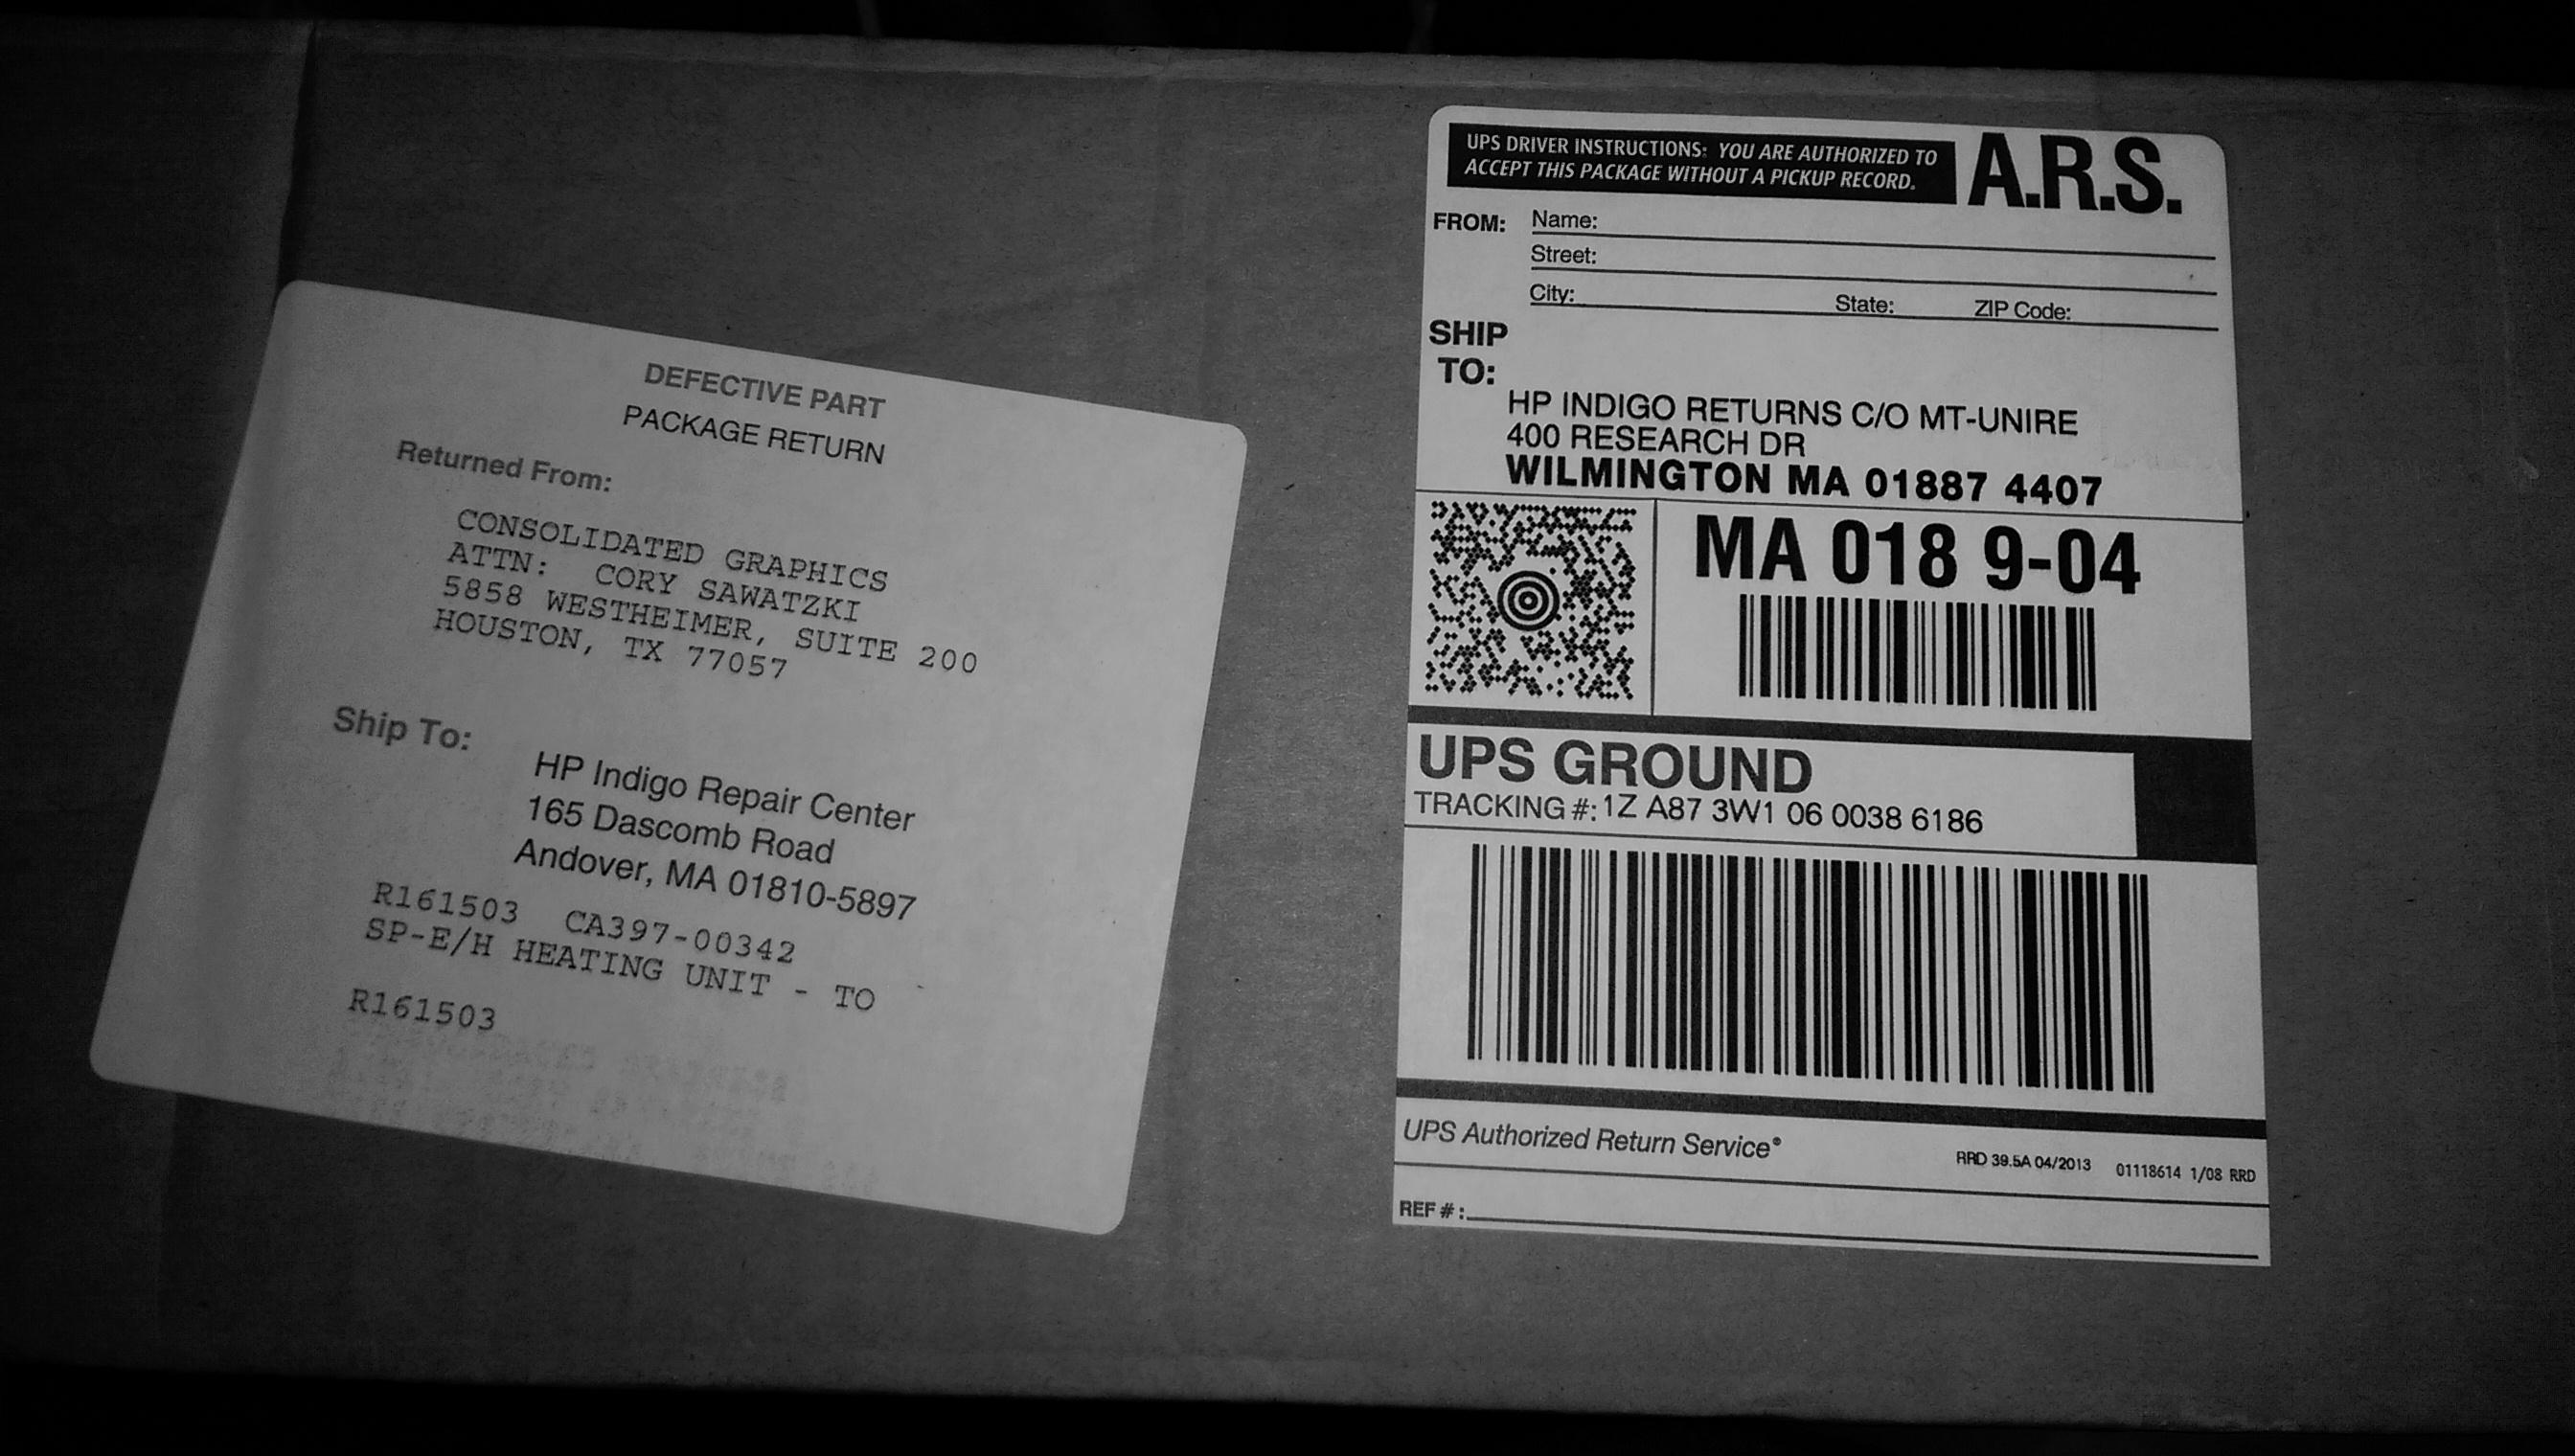 DEFECTIVE PART
PACKAGE RETURN
Returned From:
CONSOLIDATED GRAPHICS
ATTN: CORY SAWATZKI
5858 WESTHEIMER, SUITE 200
HOUSTON, TX 77057
Ship To:
HP Indigo Repair Center
165 Dascomb Road
Andover, MA 01810-5897
R161503 CA397-00342
SP-E/H HEATING UNIT - TO
R161503
UPS DRIVER INSTRUCTIONS: YOU ARE AUTHORIZED TO
ACCEPT THIS PACKAGE WITHOUT A PICKUP RECORD.
A.R.S.
FROM: Name:
Street:
City: State: ZIP Code:
SHIP
TO:
HP INDIGO RETURNS C/O MT-UNIRE
400 RESEARCH DR
WILMINGTON MA 01887 4407
MA 018 9-04
UPS GROUND
TRACKING #: 1Z A87 3W1 06 0038 6186
UPS Authorized Return Service®
RRD 39.5A 04/2013 01118614 1/08 RRD
REF #: